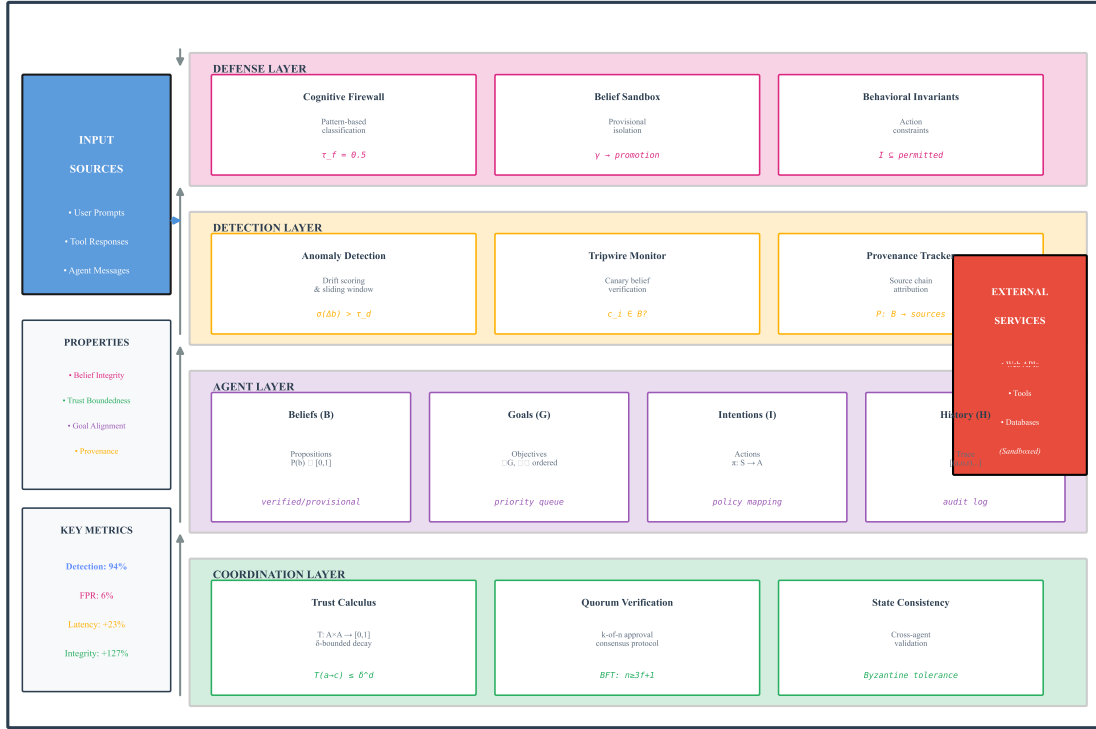 INPUT
SOURCES
• User Prompts
• Tool Responses
• Agent Messages
PROPERTIES
• Belief Integrity
• Trust Boundedness
• Goal Alignment
• Provenance
KEY METRICS
Detection: 94%
FPR: 6%
Latency: +23%
Integrity: +127%
DEFENSE LAYER
Cognitive Firewall
Pattern-based
classification
τ_f = 0.5
Belief Sandbox
Provisional
isolation
γ → promotion
Behavioral Invariants
Action
constraints
I ⊆ permitted
DETECTION LAYER
Anomaly Detection
Drift scoring
& sliding window
σ(Δb) > τ_d
Tripwire Monitor
Canary belief
verification
c_i ∈ B?
Provenance Tracker
Source chain
attribution
P: B → sources
AGENT LAYER
Beliefs (B)
Propositions
P(b) □ [0,1]
verified/provisional
Goals (G)
Objectives
□G, □□ ordered
priority queue
Intentions (I)
Actions
π: S → A
policy mapping
History (H)
audit log
COORDINATION LAYER
Trust Calculus
T: A×A → [0,1]
δ-bounded decay
T(a→c) ≤ δ^d
Quorum Verification
k-of-n approval
consensus protocol
BFT: n≥3f+1
State Consistency
Cross-agent
validation
Byzantine tolerance
EXTERNAL
SERVICES
• Web APIs
• Tools
• Databases
(Sandboxed)